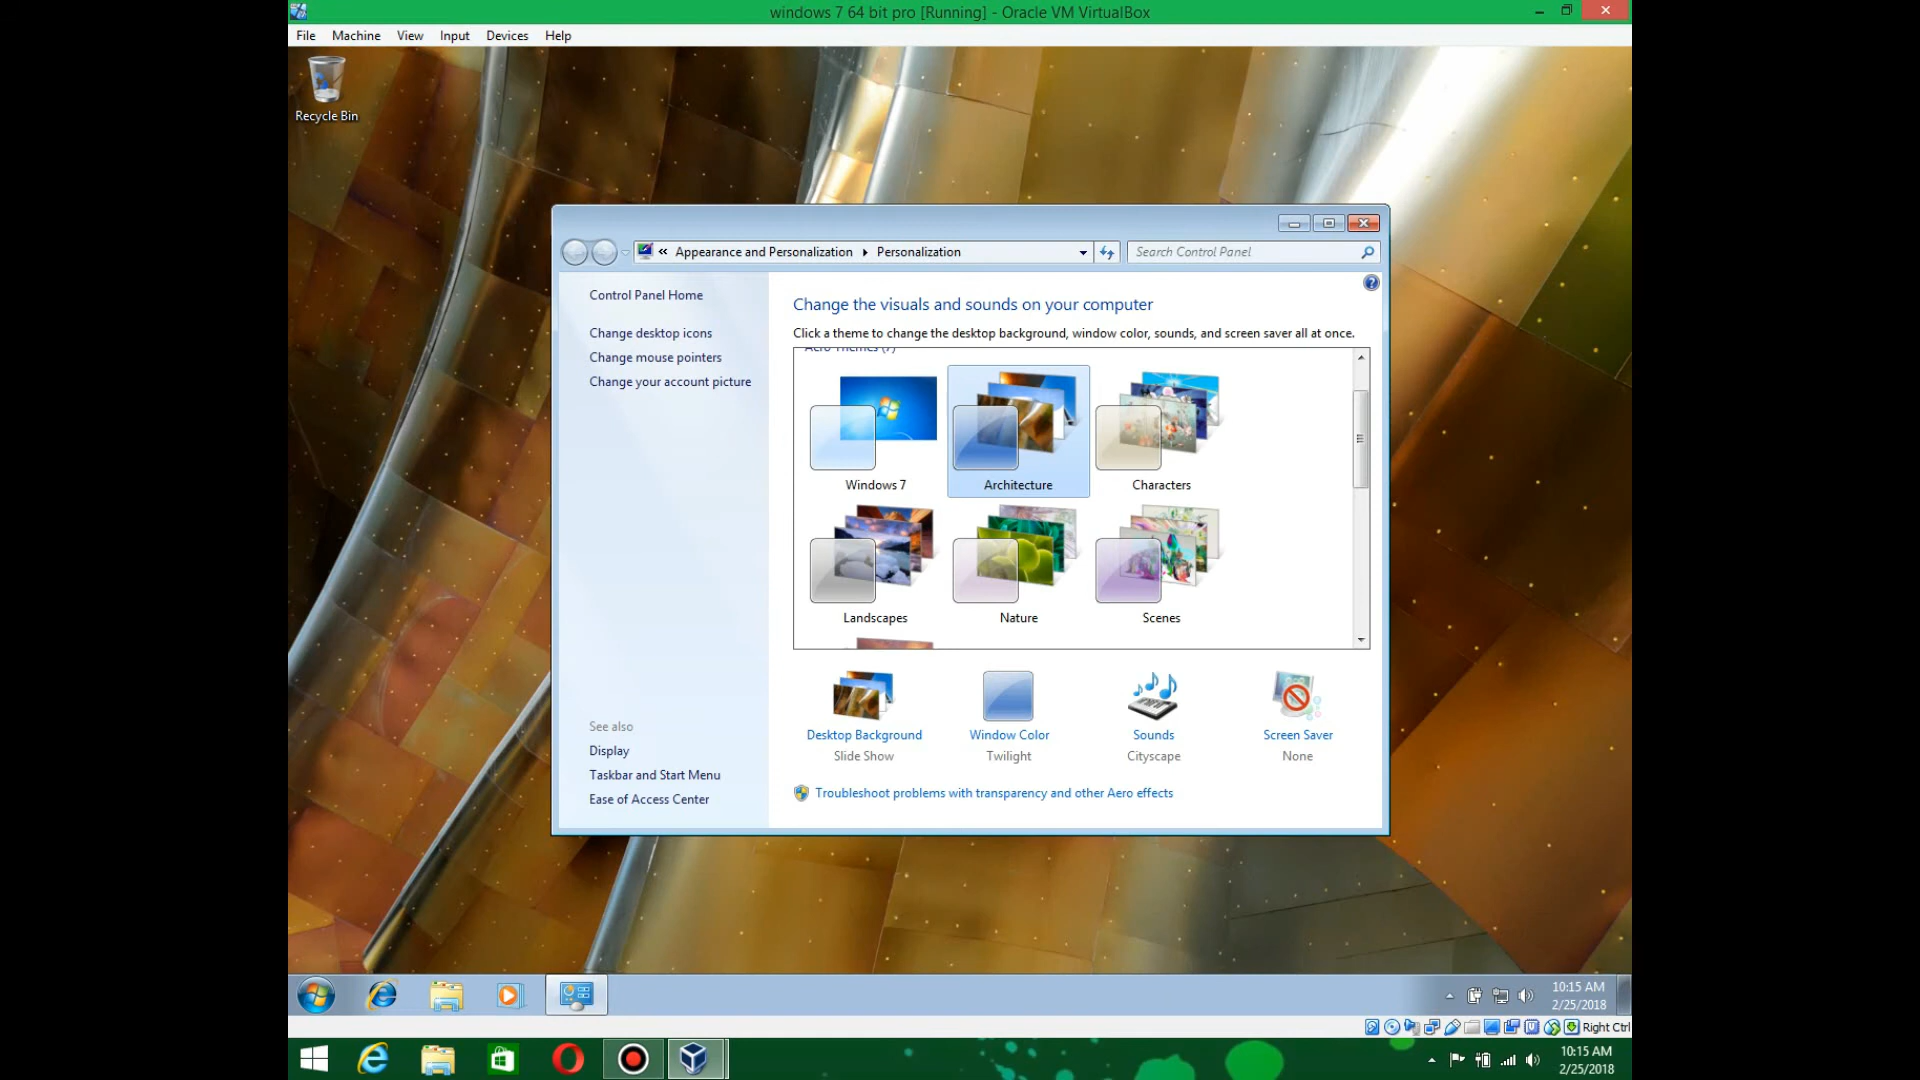 windows 7 64 bit pro [Running] - Oracle VM VirtualBox
File Machine View Input Devices Help
Recycle Bin
« Appearance and Personalization Personalization
Search Control Panel
Control Panel Home
Change desktop icons
Change mouse pointers
Change your account picture
Change the visuals and sounds on your computer
Click a theme to change the desktop background, window color, sounds, and screen saver all at once.
Aero Themes (7)
Windows 7
Architecture
Characters
Landscapes
Nature
Scenes
Desktop Background
Slide Show
Window Color
Twilight
Sounds
Cityscape
Screen Saver
None
Troubleshoot problems with transparency and other Aero effects
See also
Display
Taskbar and Start Menu
Ease of Access Center
10:15 AM
2/25/2018
Right Ctrl
10:15 AM
2/25/2018